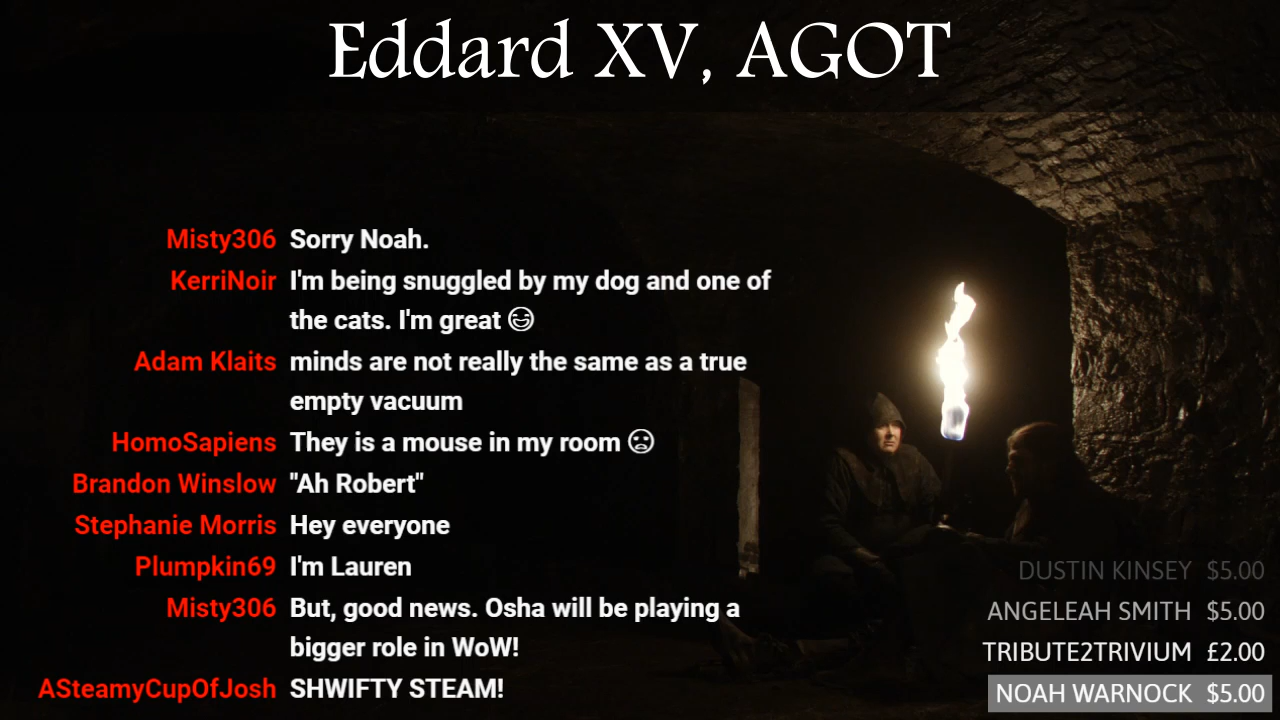 Eddard XV, AGOT
Misty306 Sorry Noah.
KerriNoir I'm being snuggled by my dog and one of
the cats. I'm great 😅
Adam Klaits minds are not really the same as a true
empty vacuum
HomoSapiens They is a mouse in my room 😦
Brandon Winslow "Ah Robert"
Stephanie Morris Hey everyone
Plumpkin69 I'm Lauren
Misty306 But, good news. Osha will be playing a
bigger role in WoW!
ASteamyCupOfJosh SHWIFTY STEAM!
DUSTIN KINSEY $5.00
ANGELEAH SMITH $5.00
TRIBUTE2TRIVIUM £2.00
NOAH WARNOCK $5.00